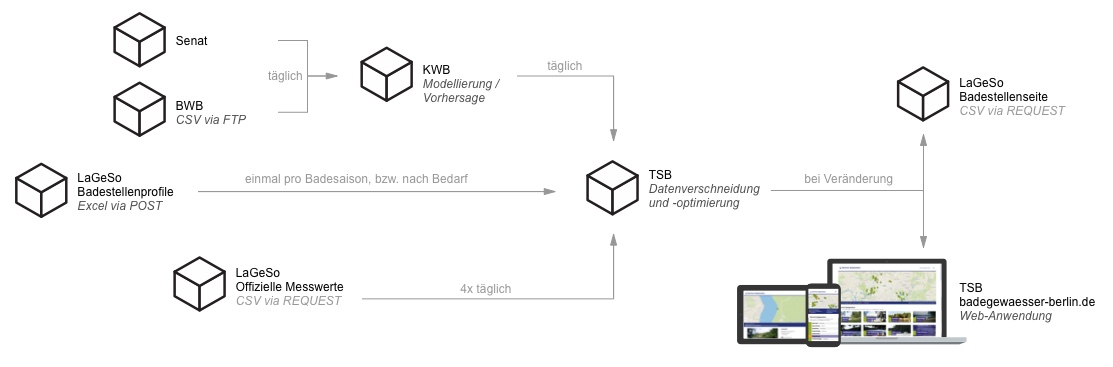 Senat
täglich
BWB
CSV via FTP
KWB
Modellierung /
Vorhersage
täglich
LaGeSo
Badestellenseite
CSV via REQUEST
LaGeSo
Badestellenprofile
Excel via POST
einmal pro Badesaison, bzw. nach Bedarf
TSB
Datenverschneidung
und -optimierung
bei Veränderung
LaGeSo
Offizielle Messwerte
CSV via REQUEST
4x täglich
TSB
badegewaesser-berlin.de
Web-Anwendung